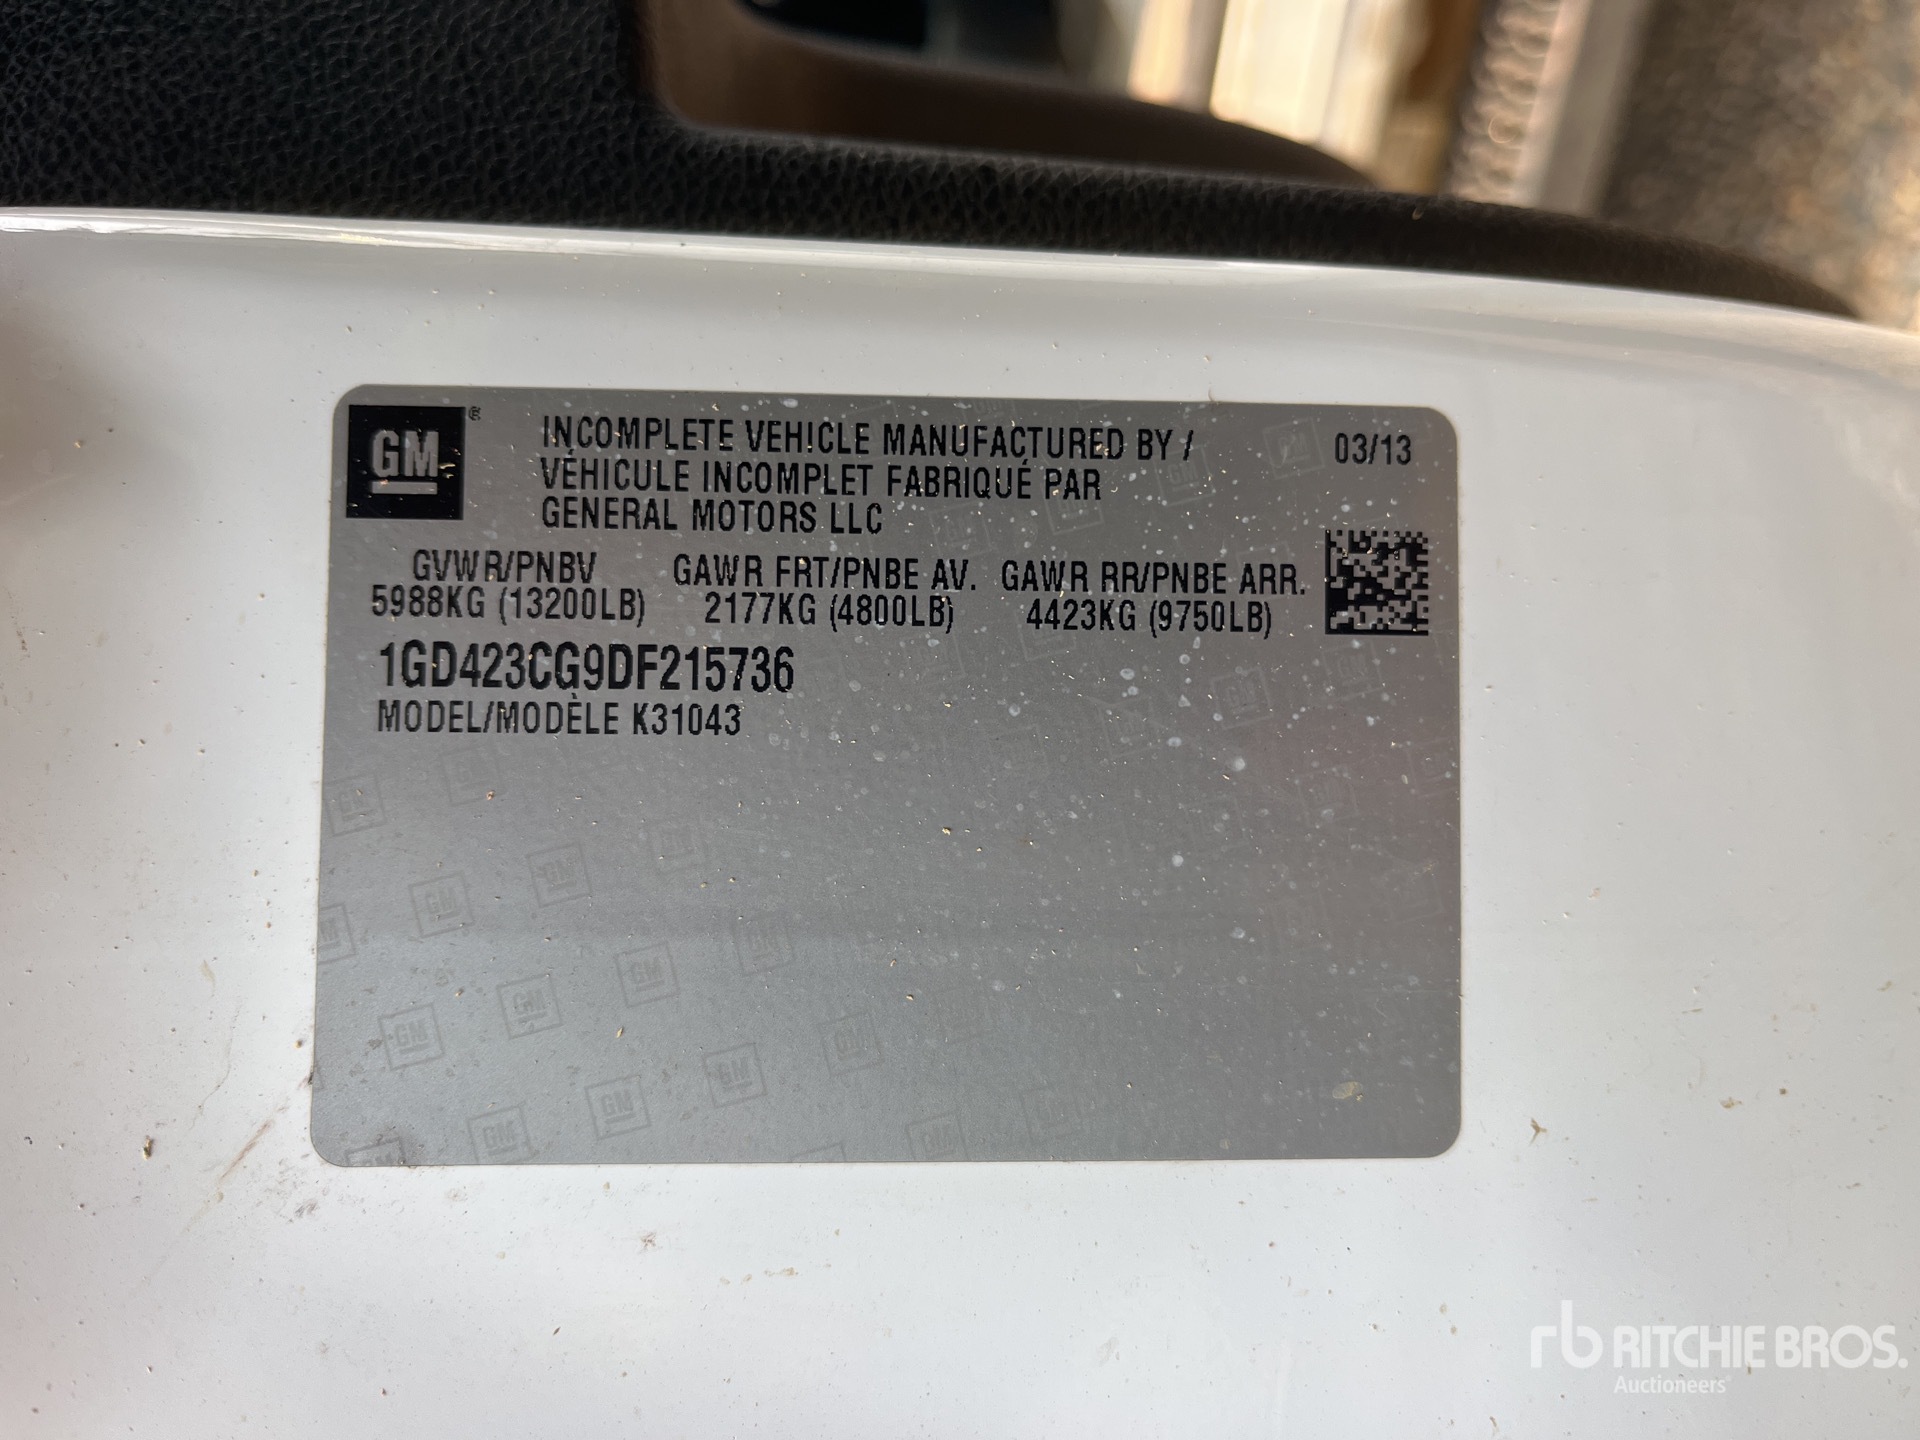 GM®
INCOMPLETE VEHICLE MANUFACTURED BY /
VÉHICULE INCOMPLET FABRIQUÉ PAR
GENERAL MOTORS LLC
03/13
GVWR/PNBV GAWR FRT/PNBE AV. GAWR RR/PNBE ARR.
5988KG (13200LB) 2177KG (4800LB) 4423KG (9750LB)
1GD423CG9DF215736
MODEL/MODÈLE K31043
rb RITCHIE BROS.
Auctioneers